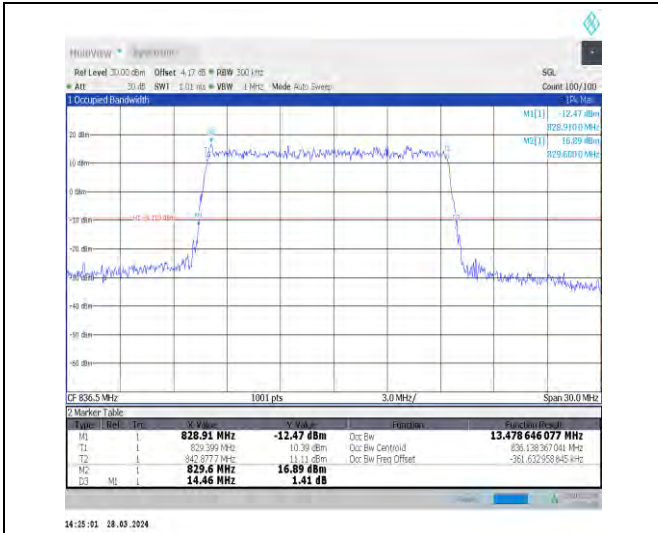 MultiView
Ref Level 30.00 dBm Offset 4.17 dB RBW 300 kHz SGL
Att 30 dB SWT 1.01 ms VBW 1 MHz Mode Auto Sweep Count 100/100
1 Occupied Bandwidth 1Pk Max
M1[1] -12.47 dBm
828.9100 MHz
M2[1] 16.89 dBm
829.6000 MHz
20 dBm
10 dBm
0 dBm
-10 dBm
-20 dBm
-30 dBm
-40 dBm
-50 dBm
-60 dBm
CF 836.5 MHz 1001 pts 3.0 MHz/ Span 30.0 MHz
2 Marker Table
Type Ref Trc X Value Y Value Function Function Result
M1 1 828.91 MHz -12.47 dBm Occ Bw 13.478 646 077 MHz
T1 1 829.399 MHz 10.39 dBm Occ Bw Centroid 836.138 367 041 MHz
T2 1 842.8777 MHz 11.11 dBm Occ Bw Freq Offset -361.632 958 845 kHz
M2 1 829.6 MHz 16.89 dBm
D3 M1 1 14.46 MHz 1.41 dB
14:25:01 28.03.2024